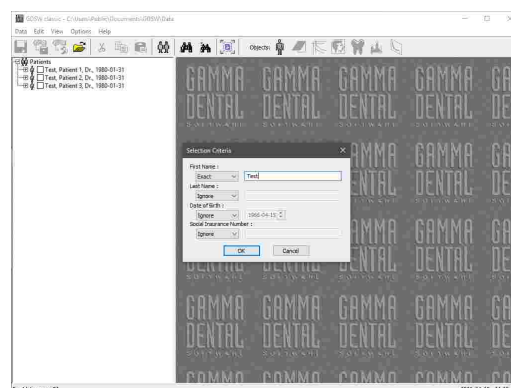 GDSW classic - C:\Users\Public\Documents\GDSW\Data
Data Edit View Options Help
Objects:
Patients
Test, Patient 1, Dr., 1980-01-31
Test, Patient 2, Dr., 1980-01-31
Test, Patient 3, Dr., 1980-01-31
GAMMA DENTAL SOFTWARE
Selection Criteria
First Name :
Exact Test
Last Name :
Ignore
Date of Birth :
Ignore 1960-04-15
Social Insurance Number :
Ignore
OK Cancel